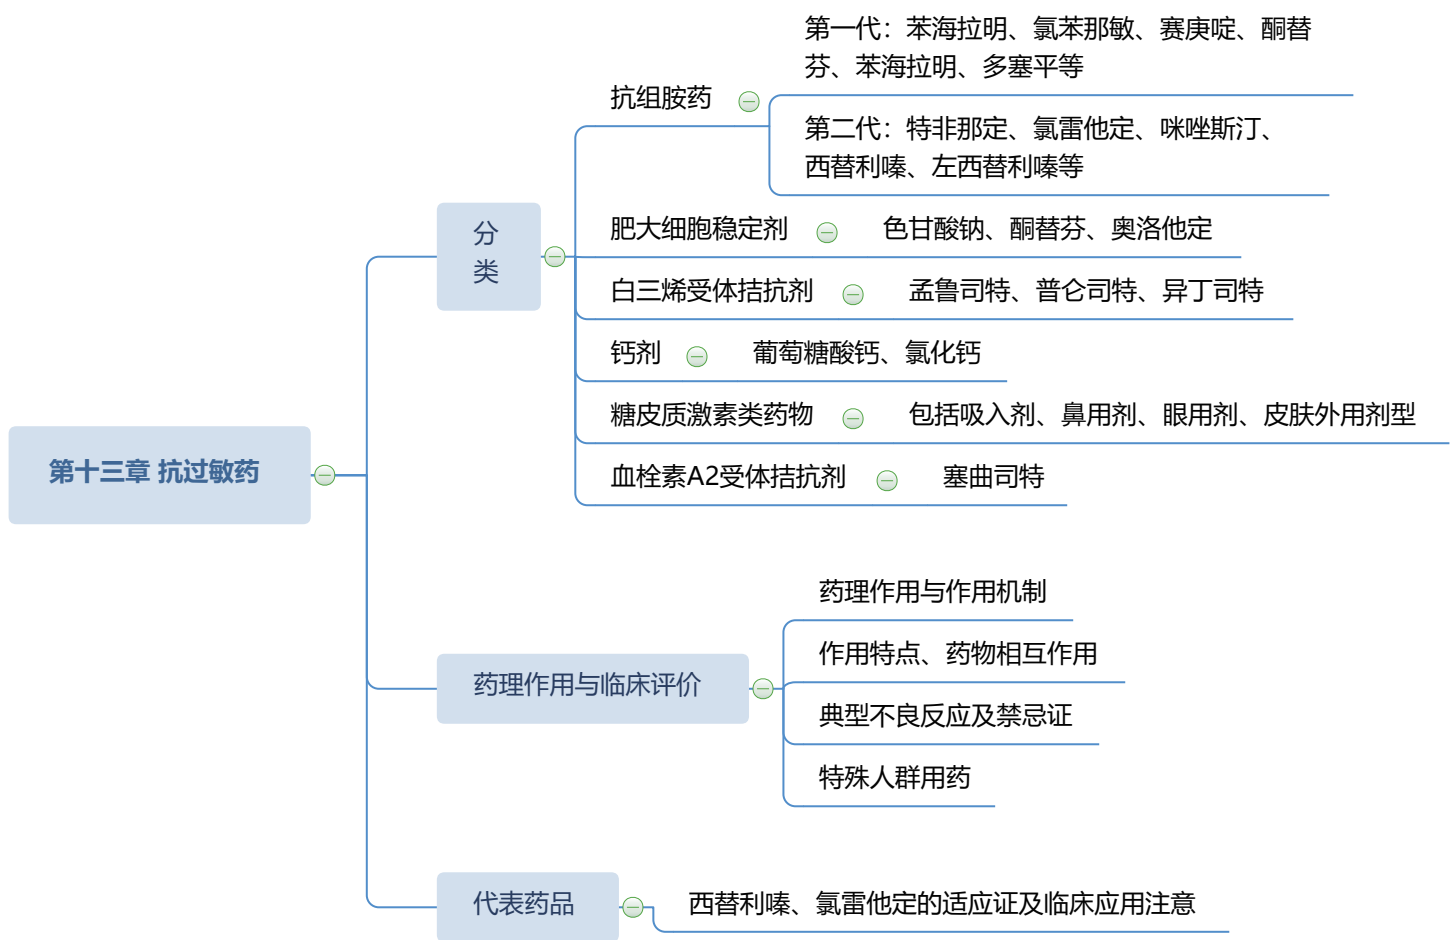 第一代：苯海拉明、氯苯那敏、赛庚啶、酮替
芬、苯海拉明、多塞平等
抗组胺药
第二代：特非那定、氯雷他定、咪唑斯汀、
西替利嗪、左西替利嗪等
分
类
肥大细胞稳定剂 色甘酸钠、酮替芬、奥洛他定
白三烯受体拮抗剂 孟鲁司特、普仑司特、异丁司特
钙剂 葡萄糖酸钙、氯化钙
糖皮质激素类药物 包括吸入剂、鼻用剂、眼用剂、皮肤外用剂型
血栓素A2受体拮抗剂 塞曲司特
第十三章 抗过敏药
药理作用与临床评价
药理作用与作用机制
作用特点、药物相互作用
典型不良反应及禁忌证
特殊人群用药
代表药品 西替利嗪、氯雷他定的适应证及临床应用注意